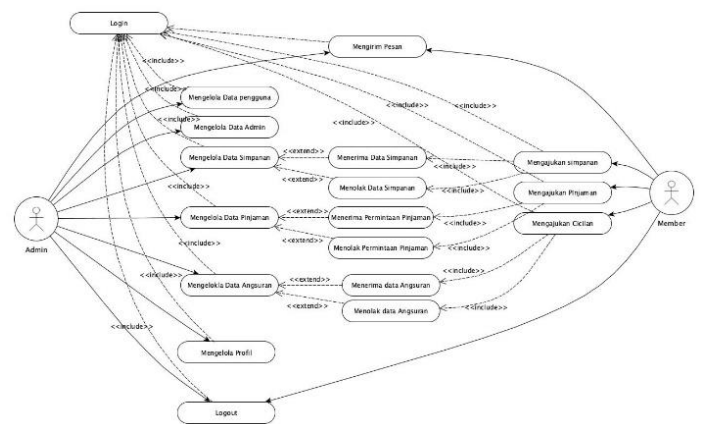 Login
Mengirim Pesan
<<include>>
<<include>>
<<include>>
<<include>>
<<include>>
Mengelola Data pengguna
Mengelola Data Admin
<<include>>
Mengelola Data Simpanan
<<extend>>
Menerima Data Simpanan
Mengajukan simpanan
<<include>>
<<extend>>
Menolak Data Simpanan
<<include>>
Mengajukan Pinjaman
Mengelola Data Pinjaman
<<extend>>
Menerima Permintaan Pinjaman
<<include>>
Mengajukan Cicilan
Admin
Member
<<extend>>
Menolak Permintaan Pinjaman
<<include>>
<<include>>
<<include>>
Mengelokla Data Angsuran
<<extend>>
Menerima data Angsuran
<<include>>
<<extend>>
Menolak data Angsuran
<<include>>
<<include>>
Mengelola Profil
Logout